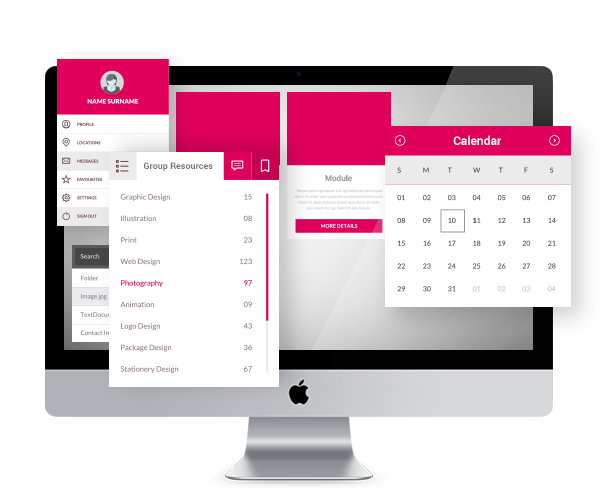 NAME SURNAME
PROFILE
LOCATIONS
MESSAGES
FAVOURITES
SETTINGS
SIGN OUT
Search
Folder
Image.jpg
TextDocu
Contact In
Group Resources
Graphic Design 15
Illustration 08
Print 23
Web Design 123
Photography 97
Animation 09
Logo Design 43
Package Design 36
Stationery Design 67
Module
MORE DETAILS
Calendar
S M T W T F S
01 02 03 04 05 06 07
08 09 10 11 12 13 14
15 16 17 18 19 20 21
22 23 24 25 26 27 28
29 30 31 01 02 03 04